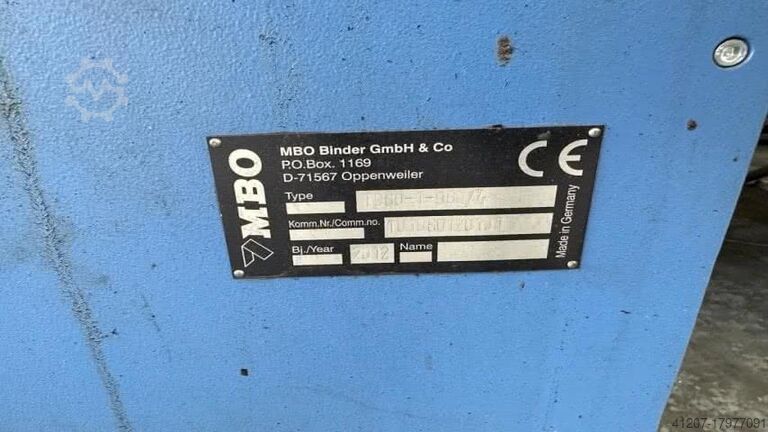 MBO
MBO Binder GmbH & Co
P.O.Box. 1169
D-71567 Oppenweiler
CE
Type
Komm.Nr./Comm.no.
Bj./Year
Name
Made in Germany
41207-17977091